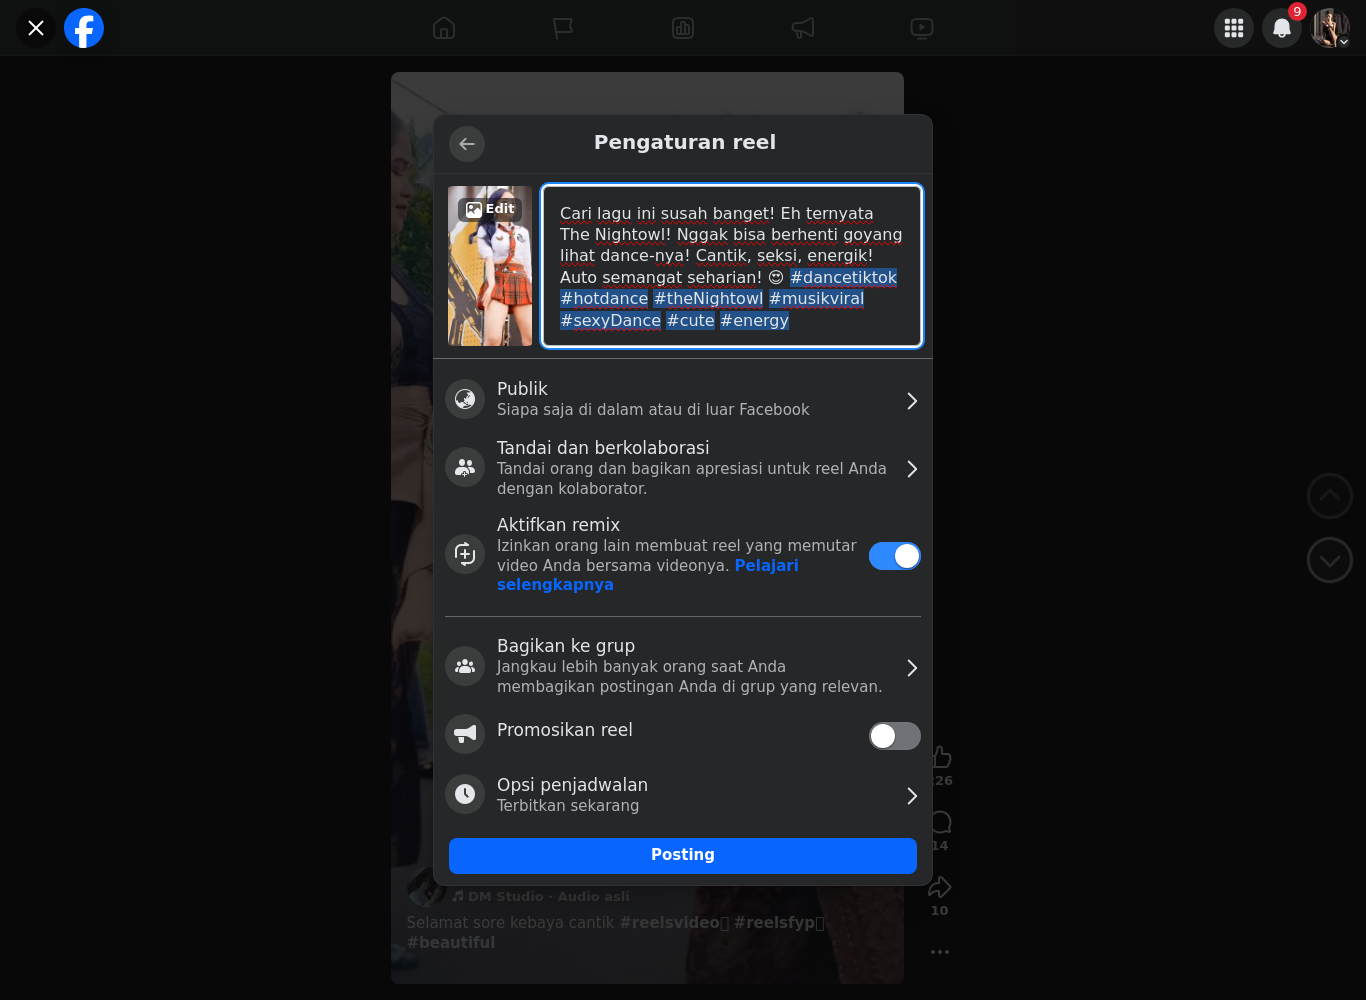 9
Pengaturan reel
Edit
Cari lagu ini susah banget! Eh ternyata
The Nightowl! Nggak bisa berhenti goyang
lihat dance-nya! Cantik, seksi, energik!
Auto semangat seharian! 😍 #dancetiktok
#hotdance #theNightowl #musikviral
#sexyDance #cute #energy
Publik
Siapa saja di dalam atau di luar Facebook
Tandai dan berkolaborasi
Tandai orang dan bagikan apresiasi untuk reel Anda
dengan kolaborator.
Aktifkan remix
Izinkan orang lain membuat reel yang memutar
video Anda bersama videonya. Pelajari
selengkapnya
Bagikan ke grup
Jangkau lebih banyak orang saat Anda
membagikan postingan Anda di grup yang relevan.
Promosikan reel
Opsi penjadwalan
Terbitkan sekarang
Posting
14
10
DM Studio · Audio asli
Selamat sore kebaya cantik #reelsvideo #reelsfyp
#beautiful